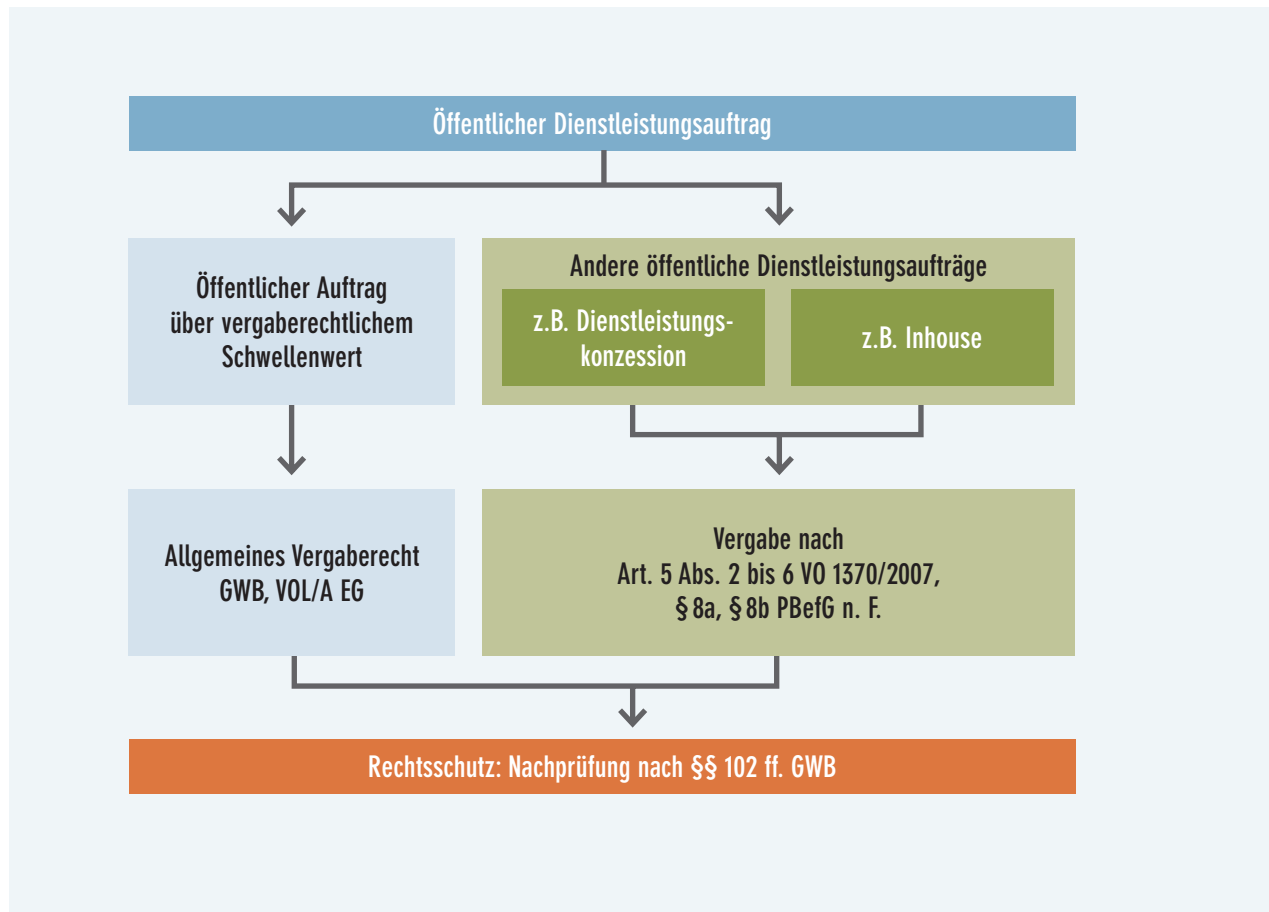 Öffentlicher Dienstleistungsauftrag
Öffentlicher Auftrag
über vergaberechtlichem
Schwellenwert
Andere öffentliche Dienstleistungsaufträge
z.B. Dienstleistungs-
konzession
z.B. Inhouse
Allgemeines Vergaberecht
GWB, VOL/A EG
Vergabe nach
Art. 5 Abs. 2 bis 6 VO 1370/2007,
§ 8a, § 8b PBefG n. F.
Rechtsschutz: Nachprüfung nach §§ 102 ff. GWB